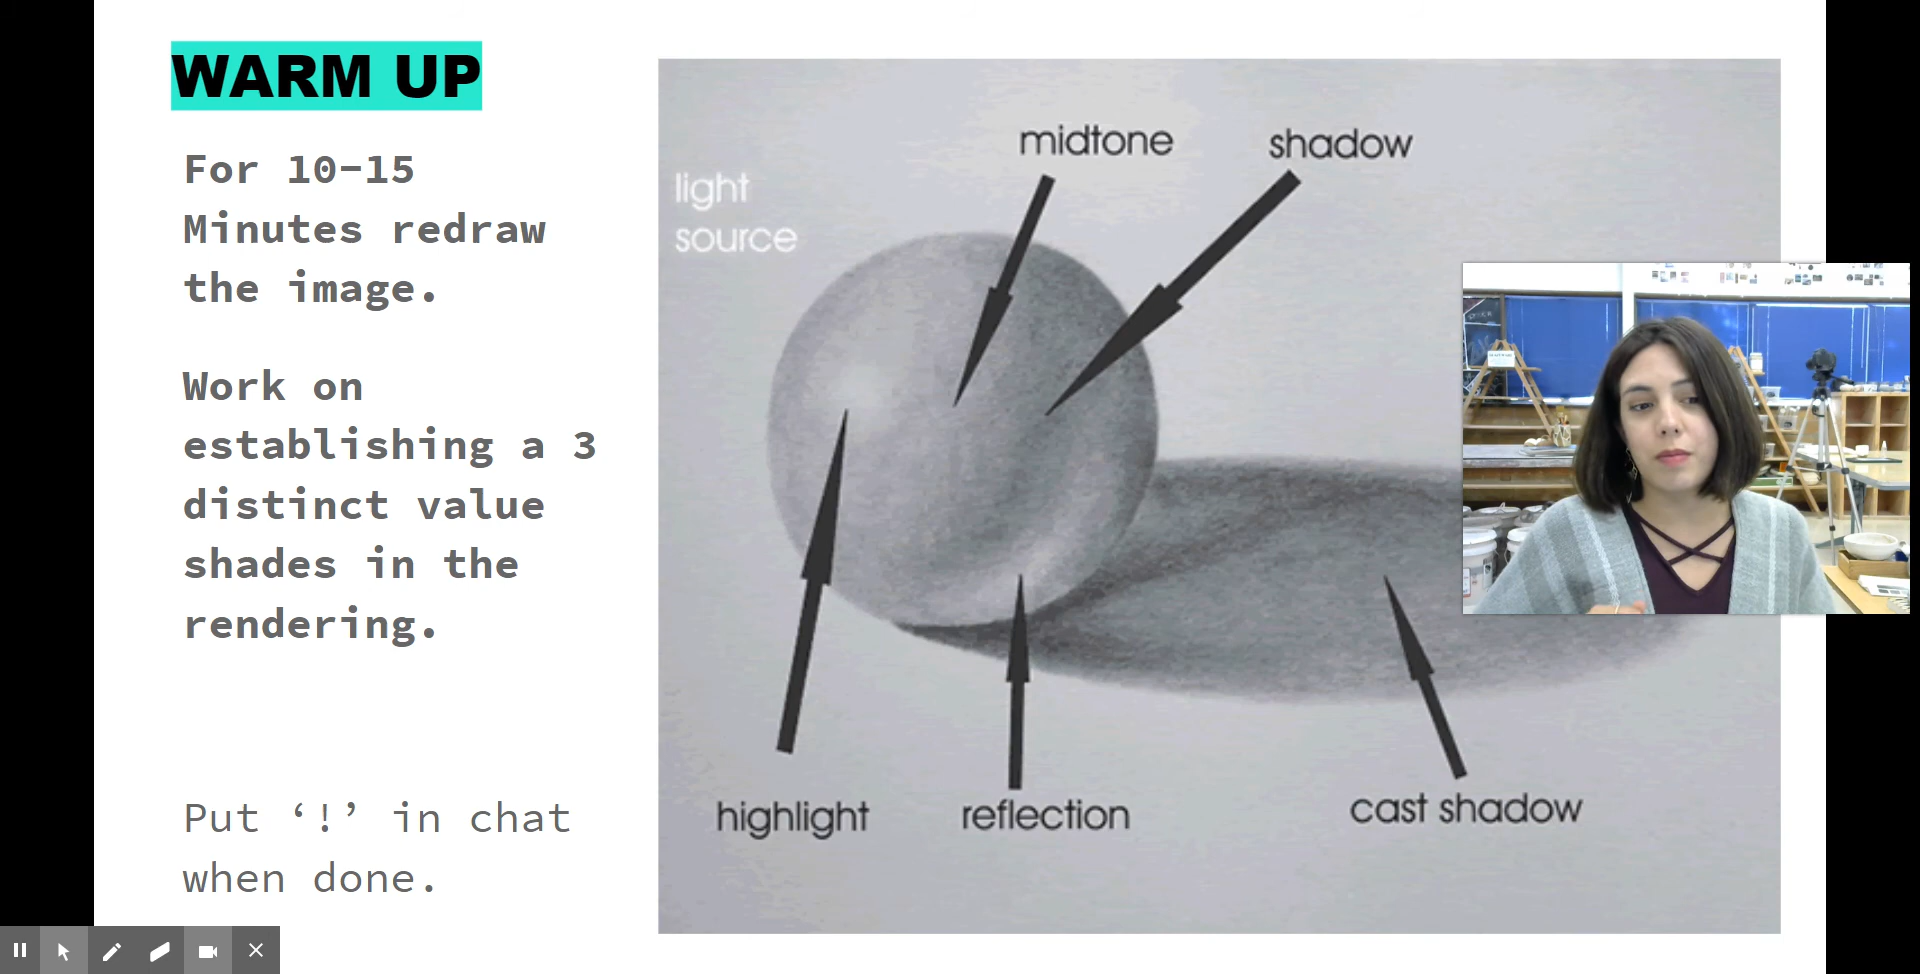 WARM UP
For 10-15
Minutes redraw
the image.
Work on
establishing a 3
distinct value
shades in the
rendering.
Put ‘!’ in chat
when done.
midtone
shadow
light
source
highlight
reflection
cast shadow